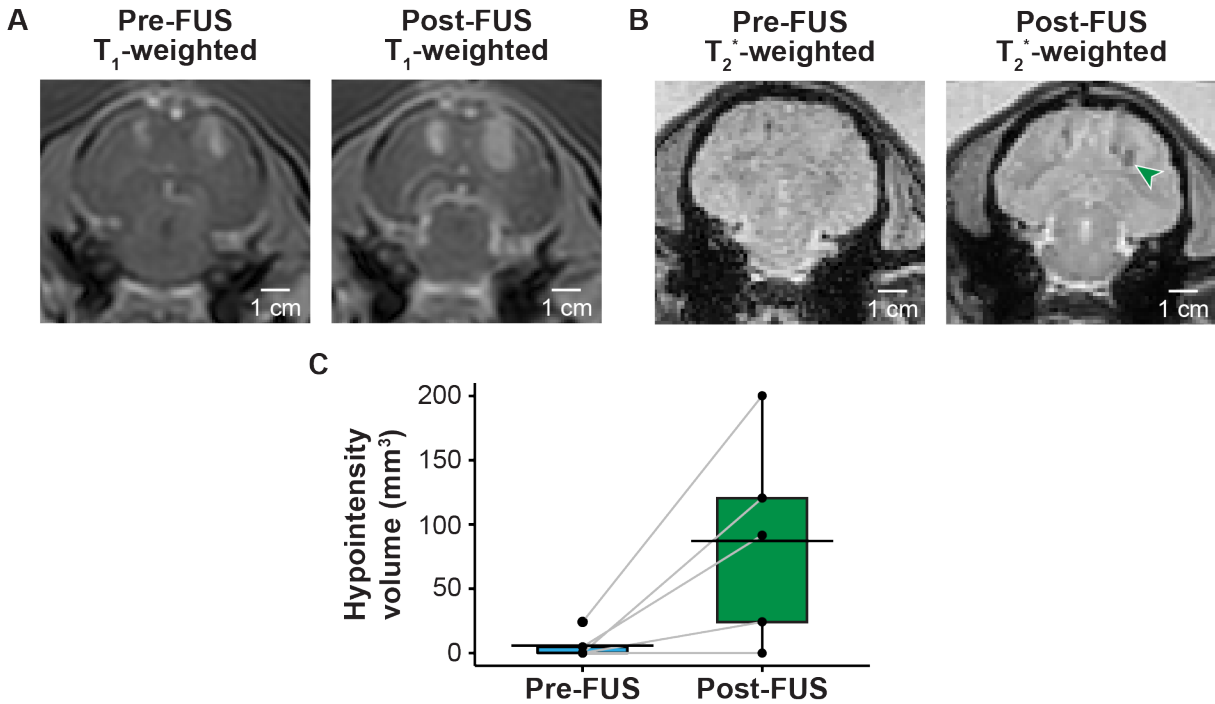 A
Pre-FUS
T1-weighted
Post-FUS
T1-weighted
1 cm
1 cm
B
Pre-FUS
T2*-weighted
Post-FUS
T2*-weighted
1 cm
1 cm
C
Hypointensity
volume (mm³)
200
150
100
50
0
Pre-FUS
Post-FUS